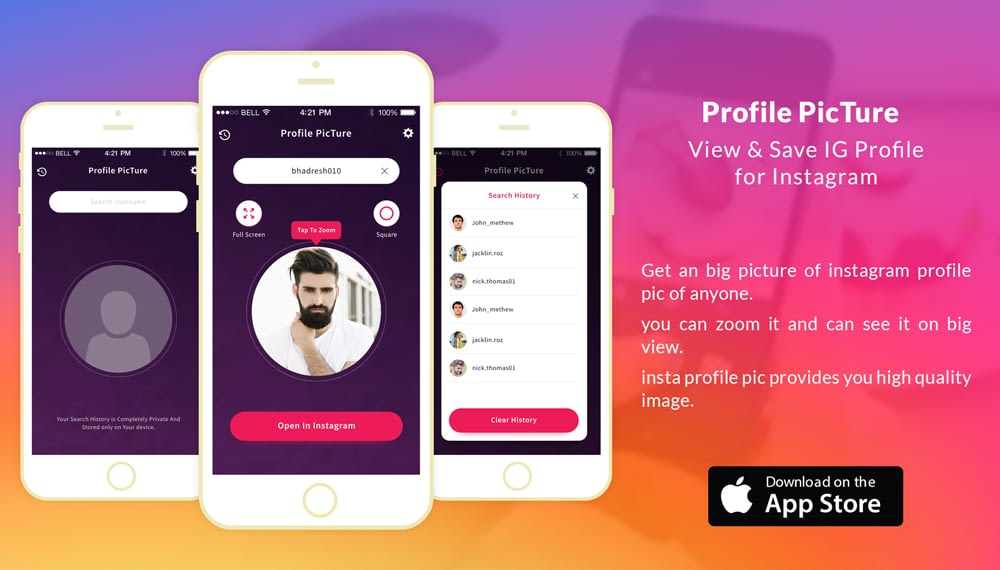 BELL 4:21 PM 100%
Profile PicTure
Search Username
Your Search History Is Completely Private And
Stored only on Your device.
BELL 4:21 PM 100%
Profile PicTure
bhadresh010
Full Screen
Tap To Zoom
Square
Open In Instagram
BELL 4:21 PM 100%
Profile PicTure
Search History
John_methew
jacklin.roz
nick.thomas01
John_methew
jacklin.roz
nick.thomas01
Clear History
Profile PicTure
View & Save IG Profile
for Instagram
Get an big picture of instagram profile
pic of anyone.
you can zoom it and can see it on big
view.
insta profile pic provides you high quality
image.
Download on the
App Store